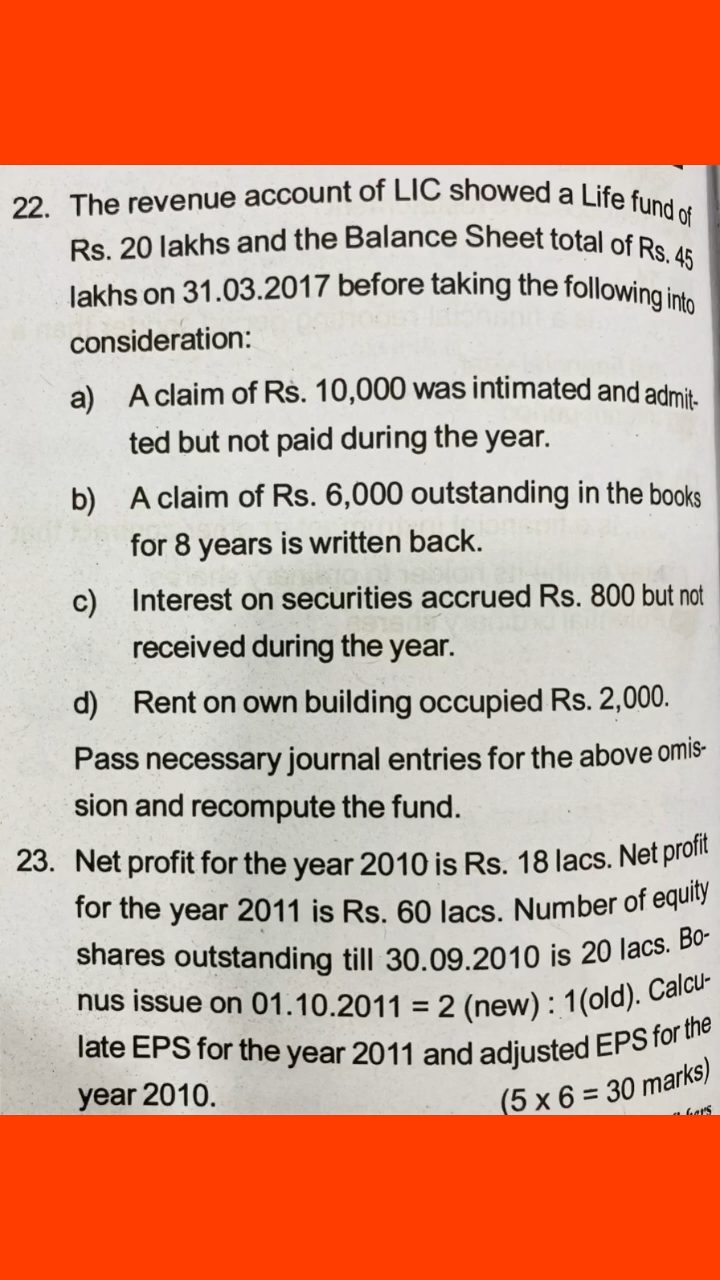 22. The revenue account of LIC showed a Life fund of
Rs. 20 lakhs and the Balance Sheet total of Rs. 45
lakhs on 31.03.2017 before taking the following into
consideration:
a) A claim of Rs. 10,000 was intimated and admit-
ted but not paid during the year.
b) A claim of Rs. 6,000 outstanding in the books
for 8 years is written back.
c) Interest on securities accrued Rs. 800 but not
received during the year.
d) Rent on own building occupied Rs. 2,000.
Pass necessary journal entries for the above omis-
sion and recompute the fund.
23. Net profit for the year 2010 is Rs. 18 lacs. Net profit
for the year 2011 is Rs. 60 lacs. Number of equity
shares outstanding till 30.09.2010 is 20 lacs. Bo-
nus issue on 01.10.2011 = 2 (new) : 1(old). Calcu-
late EPS for the year 2011 and adjusted EPS for the
year 2010. (5 x 6 = 30 marks)